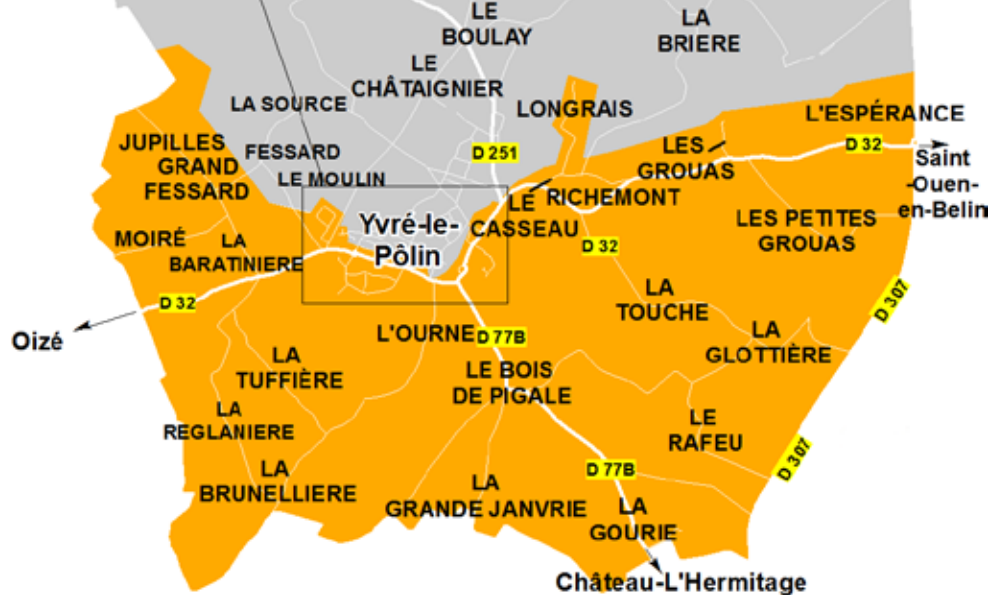 LE
BOULAY
LA
BRIERE
LE
CHÂTAIGNIER
LA SOURCE
LONGRAIS
L'ESPÉRANCE
JUPILLES
GRAND
FESSARD
FESSARD
LE MOULIN
D 251
LES
GROUAS
D 32
Saint
-Ouen-
en-Belin
LE
CASSEAU
RICHEMONT
Yvré-le-
Pôlin
LES PETITES
GROUAS
MOIRÉ
LA
BARATINIERE
D 32
D 32
Oizé
LA
TOUCHE
D 307
L'OURNE
D 77B
LA
GLOTTIÈRE
LA
TUFFIÈRE
LE BOIS
DE PIGALE
LA
REGLANIERE
LE
RAFEU
D 307
LA
BRUNELLIERE
LA
GRANDE JANVRIE
D 77B
LA
GOURIE
Château-L'Hermitage